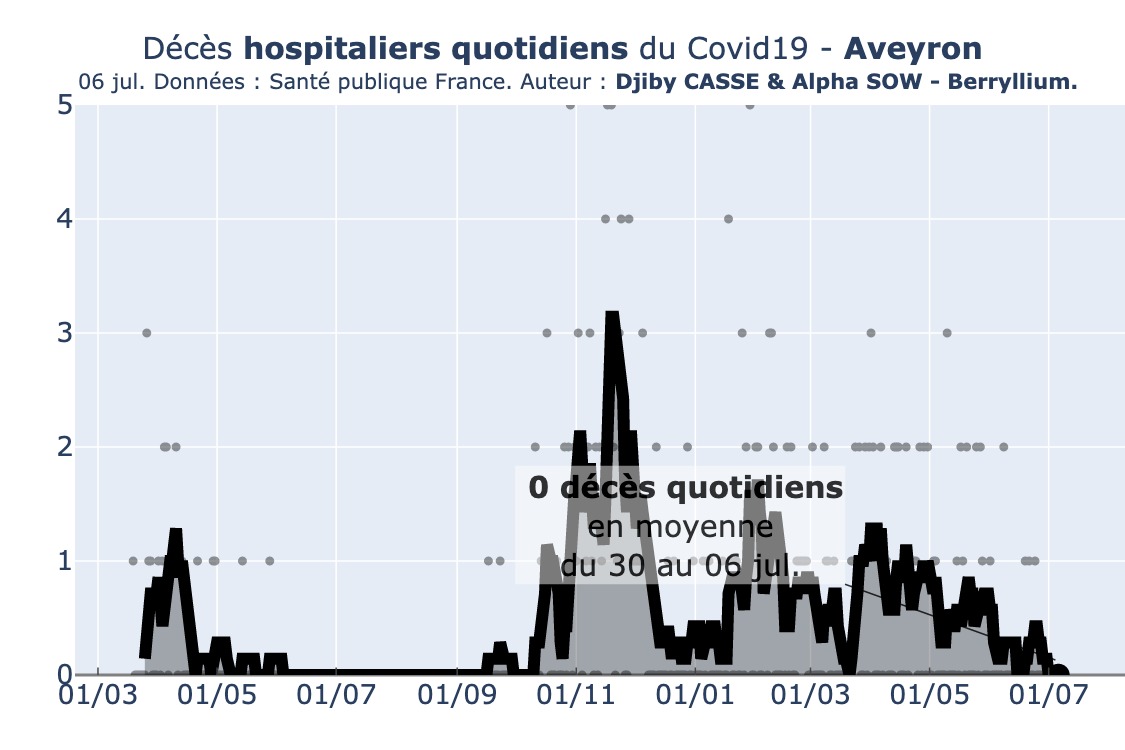 Décès hospitaliers quotidiens du Covid19 - Aveyron
06 jul. Données : Santé publique France. Auteur : Djiby CASSE & Alpha SOW - Berryllium.
5
4
3
2
1
0
0 décès quotidiens
en moyenne
du 30 au 06 jul.
01/03 01/05 01/07 01/09 01/11 01/01 01/03 01/05 01/07